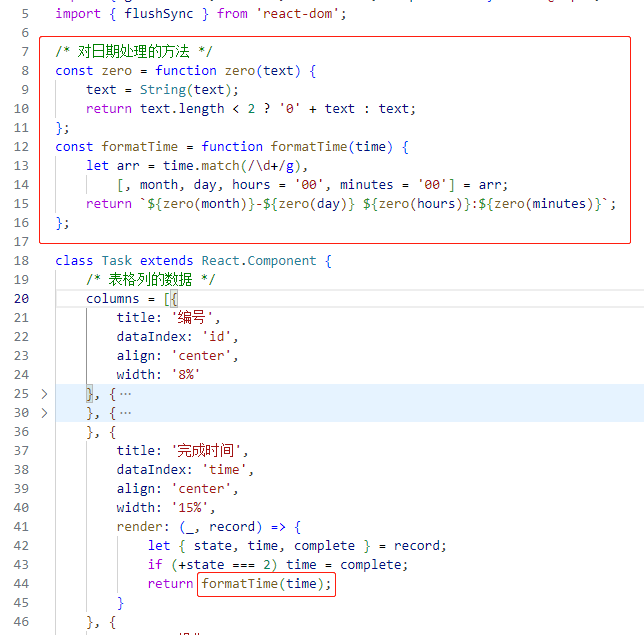 5 import { flushSync } from 'react-dom';
6
7 /* 对日期处理的方法 */
8 const zero = function zero(text) {
9 text = String(text);
10 return text.length < 2 ? '0' + text : text;
11 };
12 const formatTime = function formatTime(time) {
13 let arr = time.match(/\d+/g),
14 [, month, day, hours = '00', minutes = '00'] = arr;
15 return `${zero(month)}-${zero(day)} ${zero(hours)}:${zero(minutes)}`;
16 };
17
18 class Task extends React.Component {
19 /* 表格列的数据 */
20 columns = [{
21 title: '编号',
22 dataIndex: 'id',
23 align: 'center',
24 width: '8%'
25 }, {…
30 }, {…
36 }, {
37 title: '完成时间',
38 dataIndex: 'time',
39 align: 'center',
40 width: '15%',
41 render: (_, record) => {
42 let { state, time, complete } = record;
43 if (+state === 2) time = complete;
44 return formatTime(time);
45 }
46 }, {